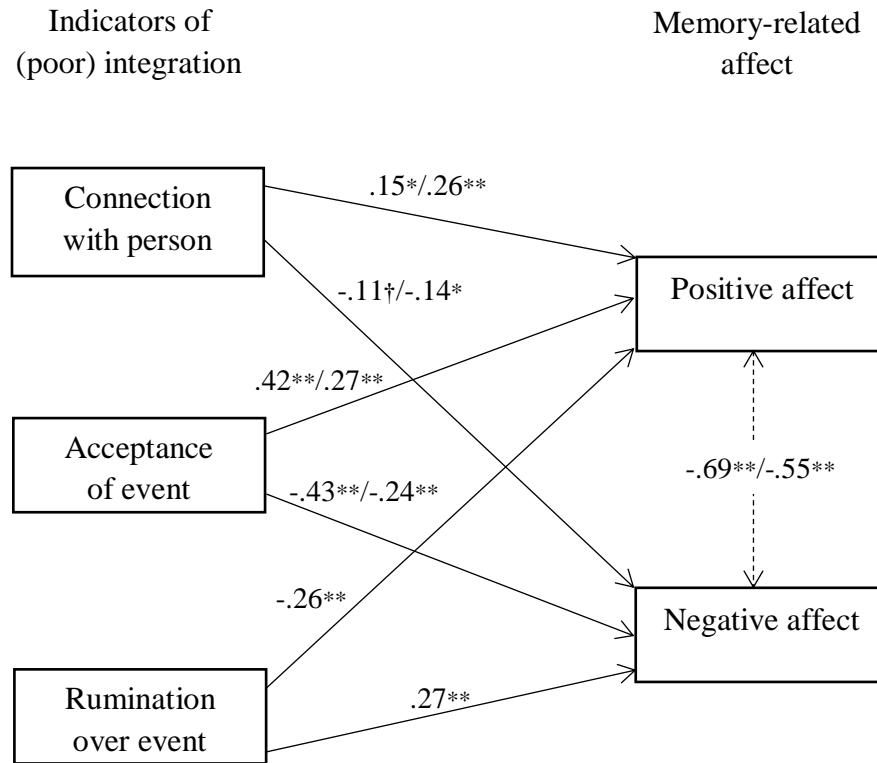 Indicators of
(poor) integration
Memory-related
affect
Connection
with person
.15*/.26**
-.11†/-.14*
Positive affect
.42**/.27**
Acceptance
of event
-.43**/-.24**
-.69**/-.55**
-.26**
Negative affect
Rumination
over event
.27**